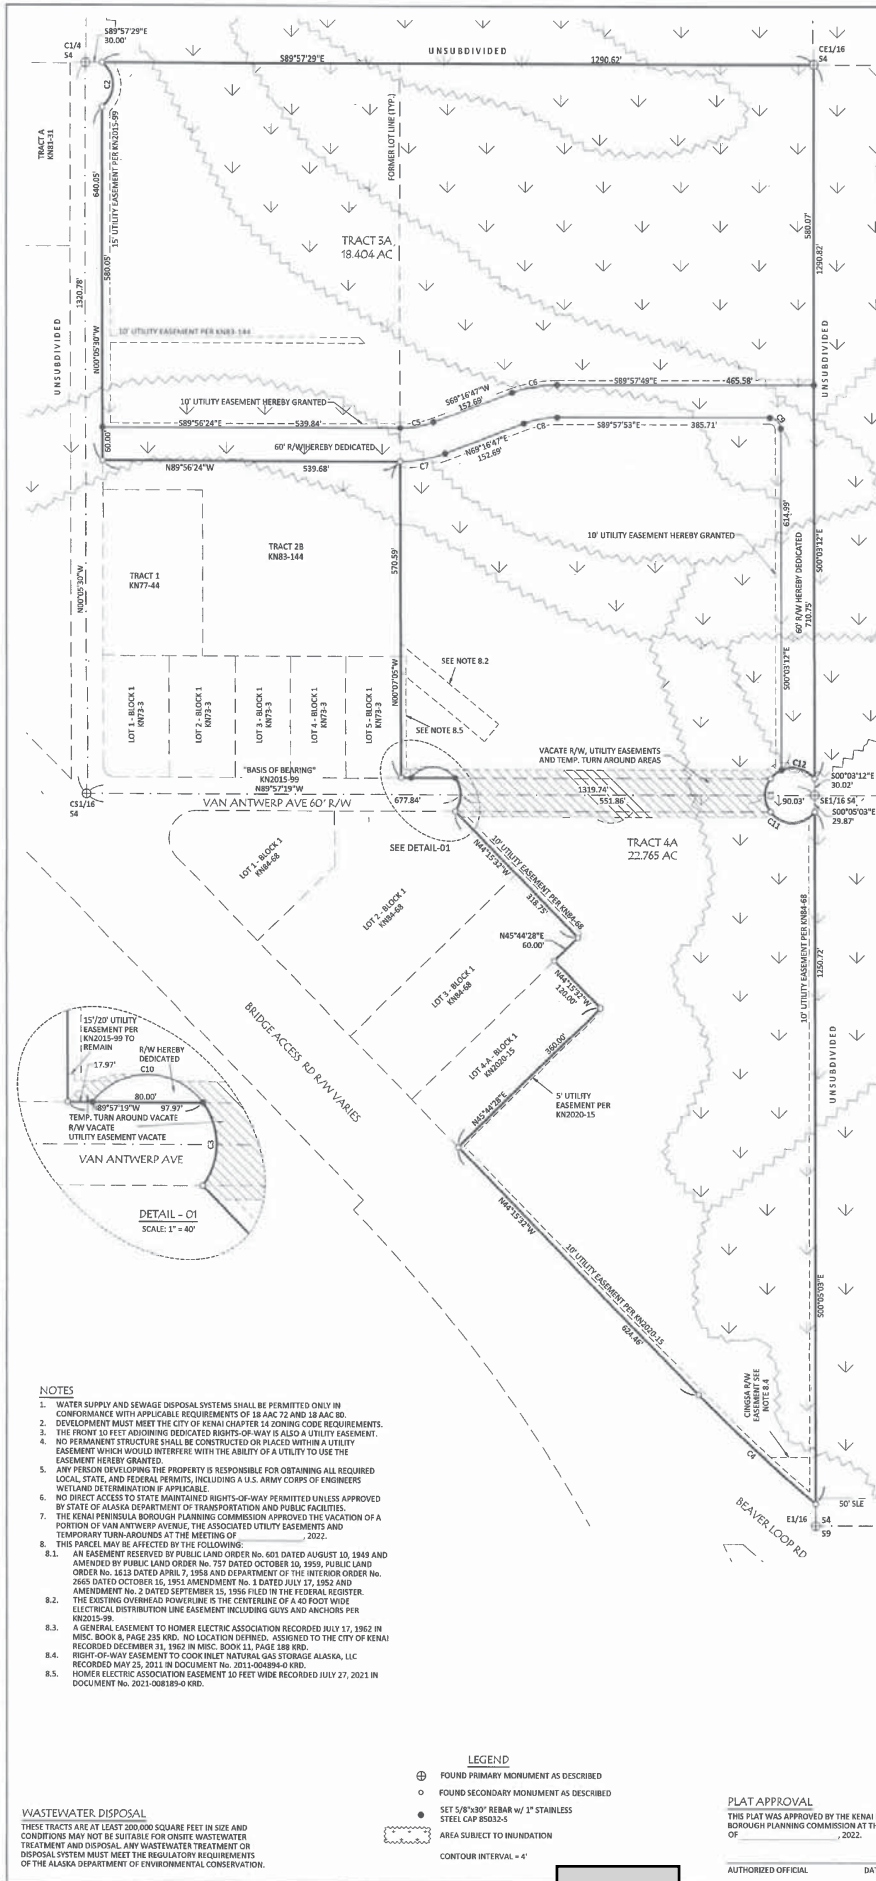 S89°57'29"E
30.00'
C1/4
S4
UNSUBDIVIDED
CE1/16
S4
S89°57'29"E
1290.62'
C2
TRACT A
KN81-31
640.05'
15' UTILITY EASEMENT PER KN2015-99
FORMER LOT LINE (TYP.)
TRACT 3A
18.404 AC
580.07'
1290.82'
580.05'
1320.78'
UNSUBDIVIDED
N00°05'30"W
10' UTILITY EASEMENT PER KN83-144
UNSUBDIVIDED
S69°16'47"W
152.69'
C6
S89°57'49"E
465.58'
10' UTILITY EASEMENT HEREBY GRANTED
S89°56'24"E
539.84'
C5
C8
S89°57'53"E
385.71'
C9
60.00'
60' R/W HEREBY DEDICATED
N69°16'47"E
152.69'
N89°56'24"W
539.68'
C7
614.99'
10' UTILITY EASEMENT HEREBY GRANTED
S00°03'12"E
60' R/W HEREBY DEDICATED
710.75'
TRACT 2B
KN83-144
TRACT 1
KN77-44
570.59'
N00°05'30"W
S00°03'12"E
SEE NOTE 8.2
N00°07'05"W
LOT 1 - BLOCK 1
KN73-3
LOT 2 - BLOCK 1
KN73-3
LOT 3 - BLOCK 1
KN73-3
LOT 4 - BLOCK 1
KN73-3
LOT 5 - BLOCK 1
KN73-3
SEE NOTE 8.5
VACATE R/W, UTILITY EASEMENTS
AND TEMP. TURN AROUND AREAS
C12
"BASIS OF BEARING"
KN2015-99
N89°57'19"W
S00°03'12"E
30.02'
CS1/16
S4
VAN ANTWERP AVE 60' R/W
677.84'
1319.74'
551.86'
90.03'
SE1/16 S4
S00°05'03"E
29.87'
C11
SEE DETAIL-01
TRACT 4A
22.765 AC
LOT 1 - BLOCK 1
KN84-68
N44°15'32"W
10' UTILITY EASEMENT PER KN84-68
318.75'
LOT 2 - BLOCK 1
KN84-68
N45°44'28"E
60.00'
LOT 3 - BLOCK 1
KN84-68
N44°15'32"W
120.00'
10' UTILITY EASEMENT PER KN84-68
1250.72'
BRIDGE ACCESS RD R/W VARIES
LOT 4-A - BLOCK 1
KN2020-15
360.00'
N45°44'28"E
5' UTILITY
EASEMENT PER
KN2020-15
UNSUBDIVIDED
15'/20' UTILITY
EASEMENT PER
KN2015-99 TO
REMAIN
R/W HEREBY
DEDICATED
C10
17.97'
80.00'
89°57'19"W
97.97'
TEMP. TURN AROUND VACATE
R/W VACATE
UTILITY EASEMENT VACATE
C3
VAN ANTWERP AVE
DETAIL - 01
SCALE: 1" = 40'
N44°15'32"W
10' UTILITY EASEMENT PER KN2020-15
624.46'
S00°05'03"E
CINGSA R/W
EASEMENT SEE
NOTE 8.4
C4
50' SLE
BEAVER LOOP RD
E1/16
S4
S9
NOTES
1. WATER SUPPLY AND SEWAGE DISPOSAL SYSTEMS SHALL BE PERMITTED ONLY IN
CONFORMANCE WITH APPLICABLE REQUIREMENTS OF 18 AAC 72 AND 18 AAC 80.
2. DEVELOPMENT MUST MEET THE CITY OF KENAI CHAPTER 14 ZONING CODE REQUIREMENTS.
3. THE FRONT 10 FEET ADJOINING DEDICATED RIGHTS-OF-WAY IS ALSO A UTILITY EASEMENT.
4. NO PERMANENT STRUCTURE SHALL BE CONSTRUCTED OR PLACED WITHIN A UTILITY
EASEMENT WHICH WOULD INTERFERE WITH THE ABILITY OF A UTILITY TO USE THE
EASEMENT HEREBY GRANTED.
5. ANY PERSON DEVELOPING THE PROPERTY IS RESPONSIBLE FOR OBTAINING ALL REQUIRED
LOCAL, STATE, AND FEDERAL PERMITS, INCLUDING A U.S. ARMY CORPS OF ENGINEERS
WETLAND DETERMINATION IF APPLICABLE.
6. NO DIRECT ACCESS TO STATE MAINTAINED RIGHTS-OF-WAY PERMITTED UNLESS APPROVED
BY STATE OF ALASKA DEPARTMENT OF TRANSPORTATION AND PUBLIC FACILITIES.
7. THE KENAI PENINSULA BOROUGH PLANNING COMMISSION APPROVED THE VACATION OF A
PORTION OF VAN ANTWERP AVENUE, THE ASSOCIATED UTILITY EASEMENTS AND
TEMPORARY TURN-AROUNDS AT THE MEETING OF ____________, 2022.
8. THIS PARCEL MAY BE AFFECTED BY THE FOLLOWING:
8.1. AN EASEMENT RESERVED BY PUBLIC LAND ORDER No. 601 DATED AUGUST 10, 1949 AND
AMENDED BY PUBLIC LAND ORDER No. 757 DATED OCTOBER 10, 1959, PUBLIC LAND
ORDER No. 1613 DATED APRIL 7, 1958 AND DEPARTMENT OF THE INTERIOR ORDER No.
2665 DATED OCTOBER 16, 1951 AMENDMENT No. 1 DATED JULY 17, 1952 AND
AMENDMENT No. 2 DATED SEPTEMBER 15, 1956 FILED IN THE FEDERAL REGISTER.
8.2. THE EXISTING OVERHEAD POWERLINE IS THE CENTERLINE OF A 40 FOOT WIDE
ELECTRICAL DISTRIBUTION LINE EASEMENT INCLUDING GUYS AND ANCHORS PER
KN2015-99.
8.3. A GENERAL EASEMENT TO HOMER ELECTRIC ASSOCIATION RECORDED JULY 17, 1962 IN
MISC. BOOK 8, PAGE 235 KRD. NO LOCATION DEFINED. ASSIGNED TO THE CITY OF KENAI
RECORDED DECEMBER 31, 1962 IN MISC. BOOK 11, PAGE 188 KRD.
8.4. RIGHT-OF-WAY EASEMENT TO COOK INLET NATURAL GAS STORAGE ALASKA, LLC
RECORDED MAY 25, 2011 IN DOCUMENT No. 2011-004894-0 KRD.
8.5. HOMER ELECTRIC ASSOCIATION EASEMENT 10 FEET WIDE RECORDED JULY 27, 2021 IN
DOCUMENT No. 2021-008189-0 KRD.
LEGEND
FOUND PRIMARY MONUMENT AS DESCRIBED
FOUND SECONDARY MONUMENT AS DESCRIBED
SET 5/8"x30" REBAR w/ 1" STAINLESS
STEEL CAP 85032-S
AREA SUBJECT TO INUNDATION
CONTOUR INTERVAL = 4'
WASTEWATER DISPOSAL
THESE TRACTS ARE AT LEAST 200,000 SQUARE FEET IN SIZE AND
CONDITIONS MAY NOT BE SUITABLE FOR ONSITE WASTEWATER
TREATMENT AND DISPOSAL. ANY WASTEWATER TREATMENT OR
DISPOSAL SYSTEM MUST MEET THE REGULATORY REQUIREMENTS
OF THE ALASKA DEPARTMENT OF ENVIRONMENTAL CONSERVATION.
PLAT APPROVAL
THIS PLAT WAS APPROVED BY THE KENAI
BOROUGH PLANNING COMMISSION AT TH
OF ____________, 2022.
AUTHORIZED OFFICIAL DA